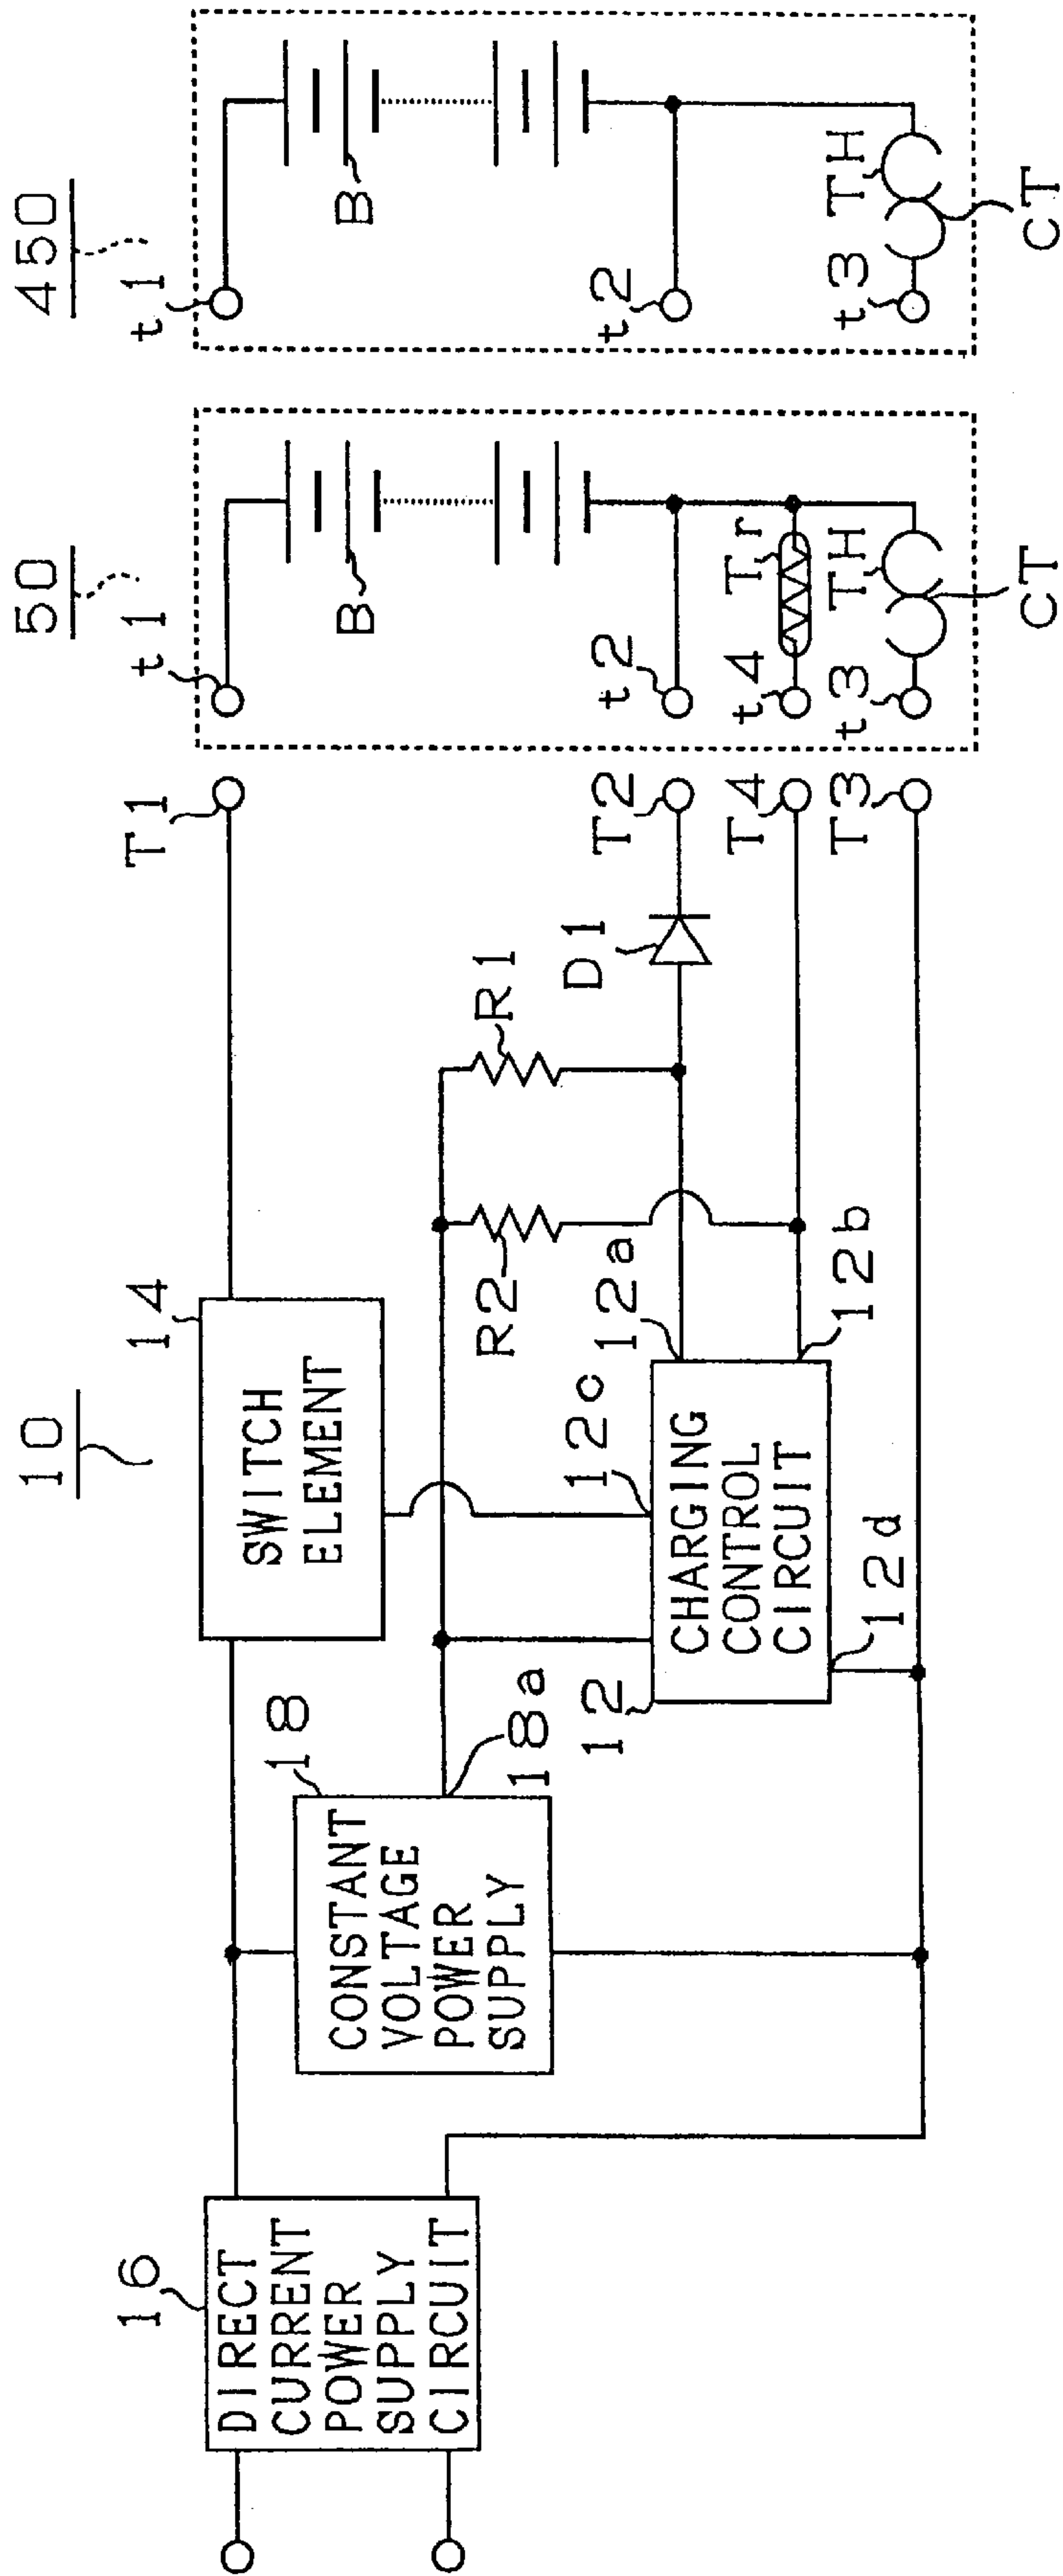 10
50
450
16
DIRECT
CURRENT
POWER
SUPPLY
CIRCUIT
18
CONSTANT
VOLTAGE
POWER
SUPPLY
18a
14
SWITCH
ELEMENT
12
CHARGING
CONTROL
CIRCUIT
12a
12b
12c
12d
R2
R1
D1
T1
T2
T4
T3
t1
B
t2
t4
Tr
t3
TH
CT
t1
B
t2
t3
TH
CT